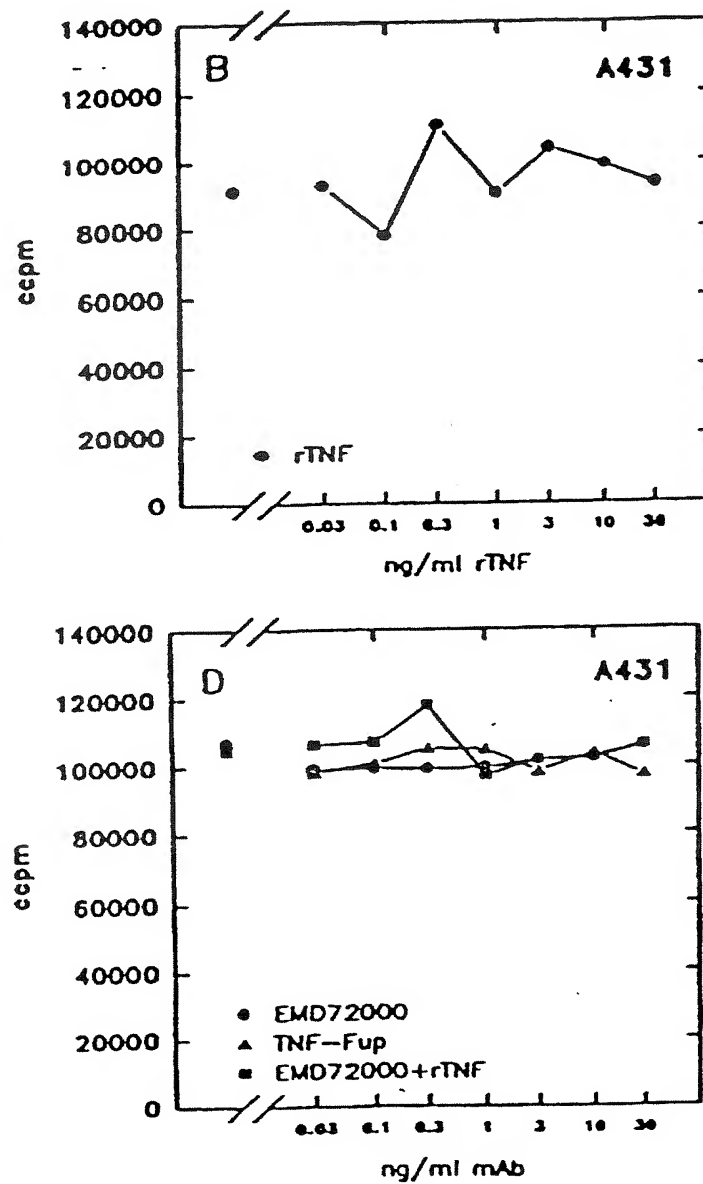 140000
B
A431
120000
100000
80000
60000
40000
20000
0
ccpm
rTNF
0.03 0.1 0.3 1 3 10 30
ng/ml rTNF
140000
D
A431
120000
100000
80000
60000
40000
20000
0
ccpm
EMD72000
TNF-Fup
EMD72000+rTNF
0.03 0.1 0.3 1 3 10 30
ng/ml mAb